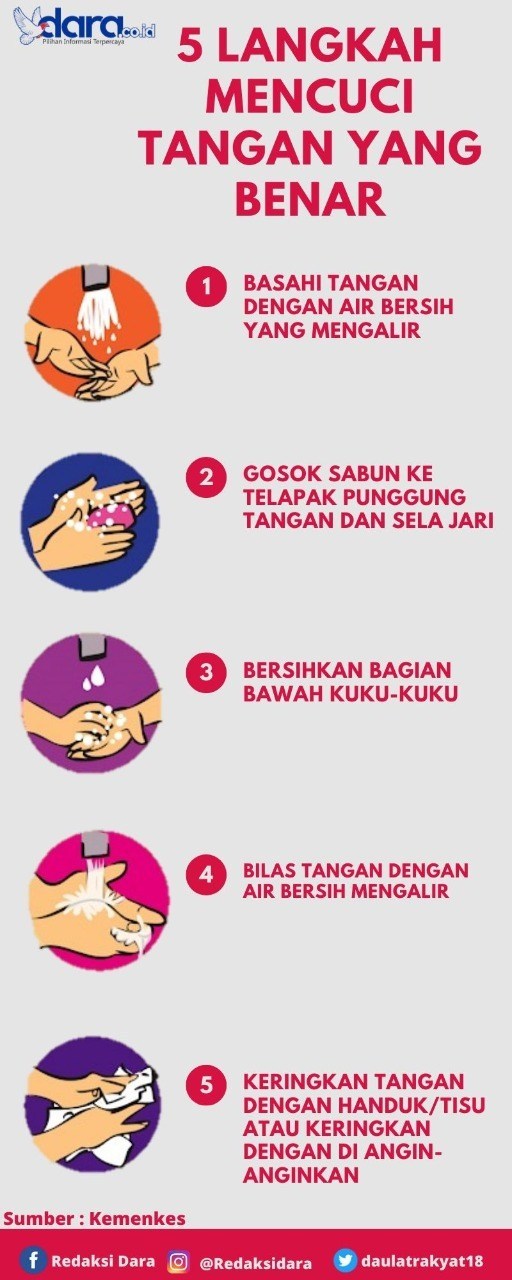 dara.co.id
Pilihan Informasi Terpercaya
5 LANGKAH
MENCUCI
TANGAN YANG
BENAR
1
BASAHI TANGAN
DENGAN AIR BERSIH
YANG MENGALIR
2
GOSOK SABUN KE
TELAPAK PUNGGUNG
TANGAN DAN SELA JARI
3
BERSIHKAN BAGIAN
BAWAH KUKU-KUKU
4
BILAS TANGAN DENGAN
AIR BERSIH MENGALIR
5
KERINGKAN TANGAN
DENGAN HANDUK/TISU
ATAU KERINGKAN
DENGAN DI ANGIN-
ANGINKAN
Sumber : Kemenkes
Redaksi Dara @Redaksidara daulatrakyat18